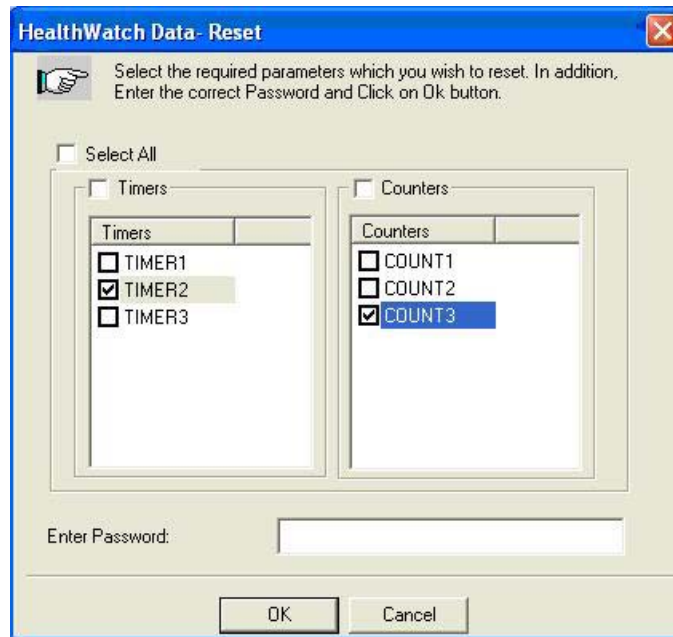 HealthWatch Data- Reset
Select the required parameters which you wish to reset. In addition,
Enter the correct Password and Click on Ok button.
Select All
Timers
Counters
Timers
TIMER1
TIMER2
TIMER3
Counters
COUNT1
COUNT2
COUNT3
Enter Password:
OK
Cancel